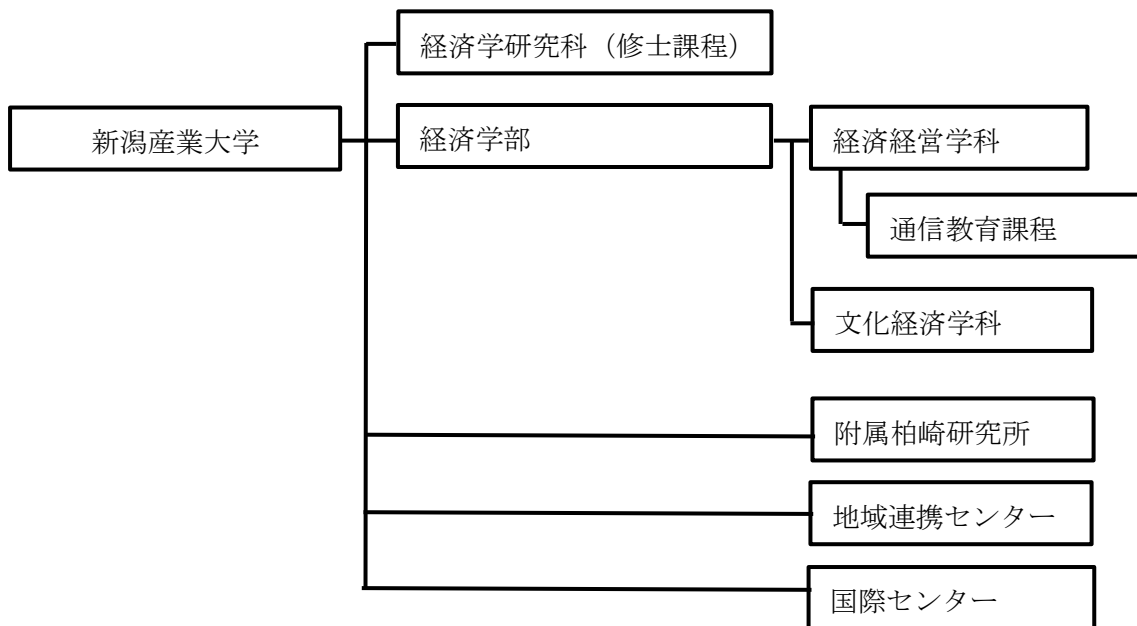 経済学研究科（修士課程）
新潟産業大学
経済学部
経済経営学科
通信教育課程
文化経済学科
附属柏崎研究所
地域連携センター
国際センター